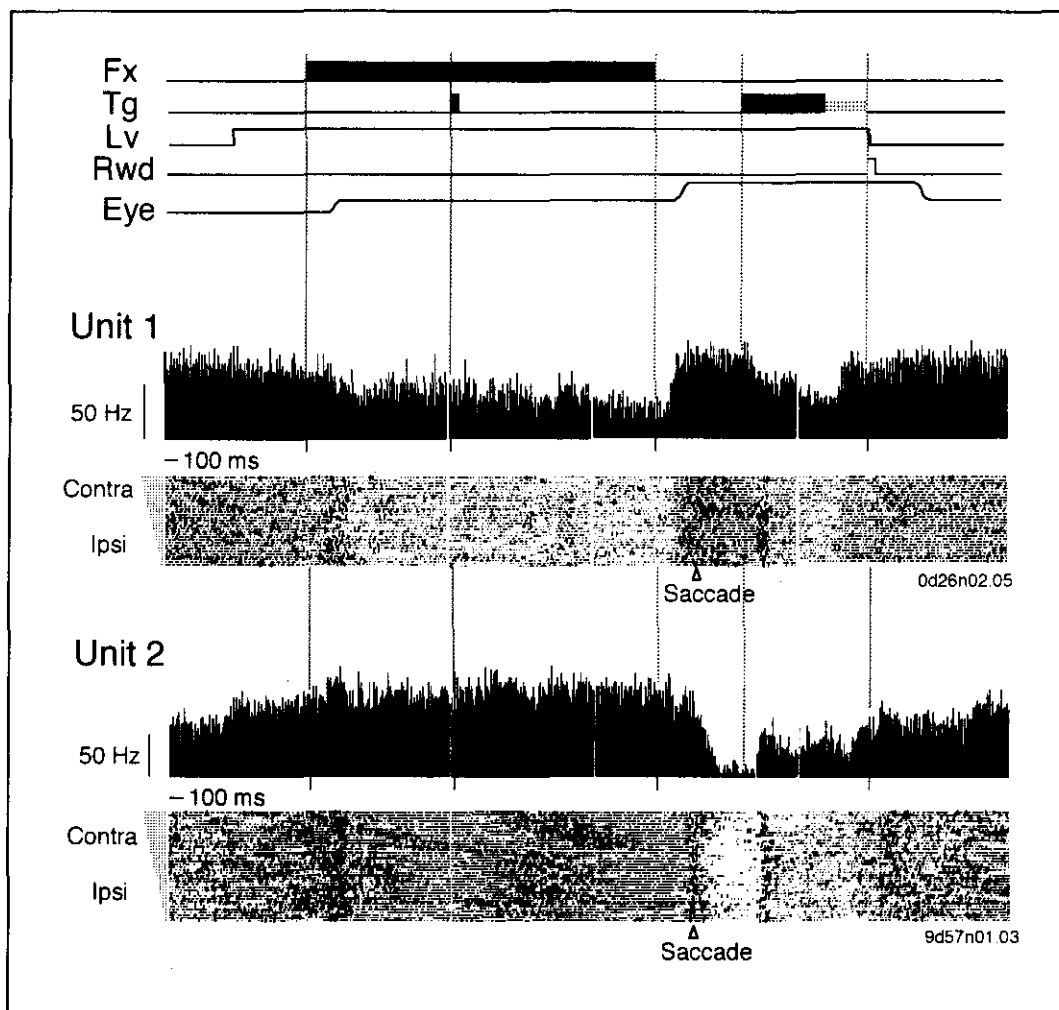 Fx
Tg
Lv
Rwd
Eye
Unit 1
50 Hz
−100 ms
Contra
Ipsi
Saccade
0d26n02.05
Unit 2
50 Hz
−100 ms
Contra
Ipsi
Saccade
9d57n01.03